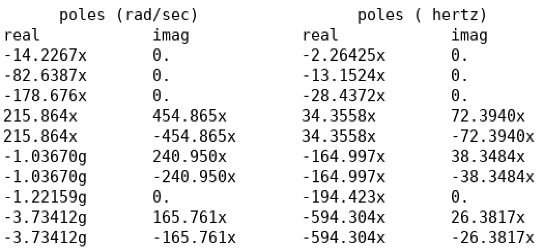 poles (rad/sec) poles ( hertz)
real imag real imag
-14.2267x 0. -2.26425x 0.
-82.6387x 0. -13.1524x 0.
-178.676x 0. -28.4372x 0.
215.864x 454.865x 34.3558x 72.3940x
215.864x -454.865x 34.3558x -72.3940x
-1.03670g 240.950x -164.997x 38.3484x
-1.03670g -240.950x -164.997x -38.3484x
-1.22159g 0. -194.423x 0.
-3.73412g 165.761x -594.304x 26.3817x
-3.73412g -165.761x -594.304x -26.3817x